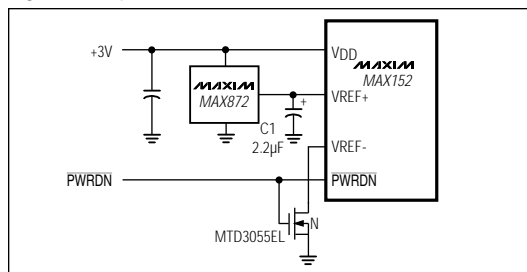 +3V
VDD
MAXIM
MAX152
MAXIM
MAX872
VREF+
+
C1
2.2µF
VREF-
PWRDN
PWRDN
N
MTD3055EL